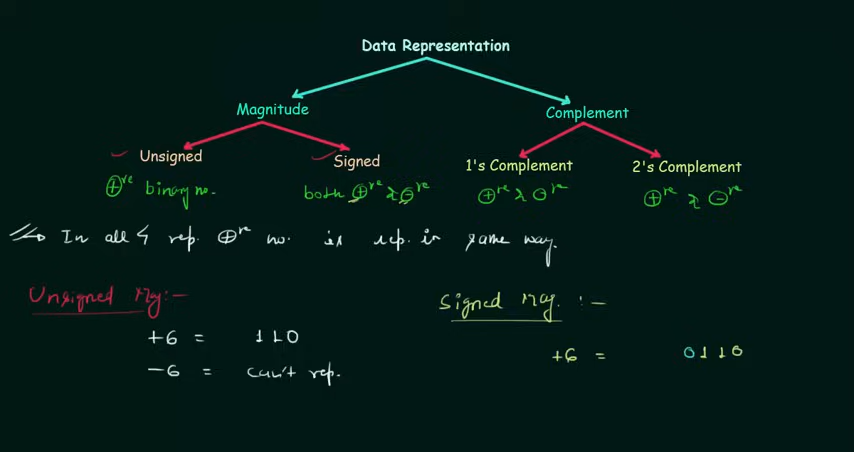 Data Representation
Magnitude Complement
Unsigned Signed 1's Complement 2's Complement
⊕ve binary no. both ⊕ve & ⊖ve ⊕ve & ⊖ve ⊕ve & ⊖ve
In all 4 rep. ⊕ve no. is rep. in same way.
Unsigned Mag:- Signed Mag. :-
+6 = 110
+6 = 0110
-6 = can't rep.